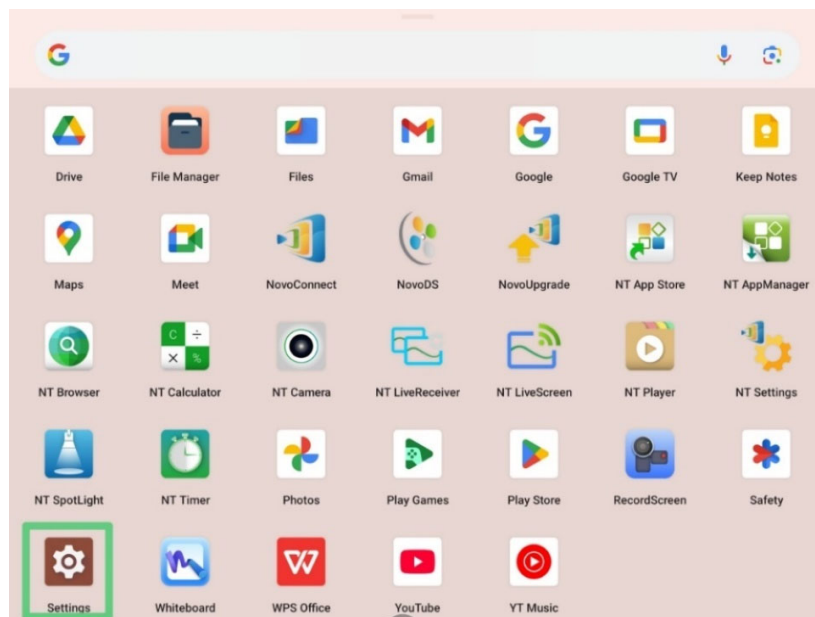 Drive File Manager Files Gmail Google Google TV Keep Notes
Maps Meet NovoConnect NovoDS NovoUpgrade NT App Store NT AppManager
NT Browser NT Calculator NT Camera NT LiveReceiver NT LiveScreen NT Player NT Settings
NT SpotLight NT Timer Photos Play Games Play Store RecordScreen Safety
Settings Whiteboard WPS Office YouTube YT Music